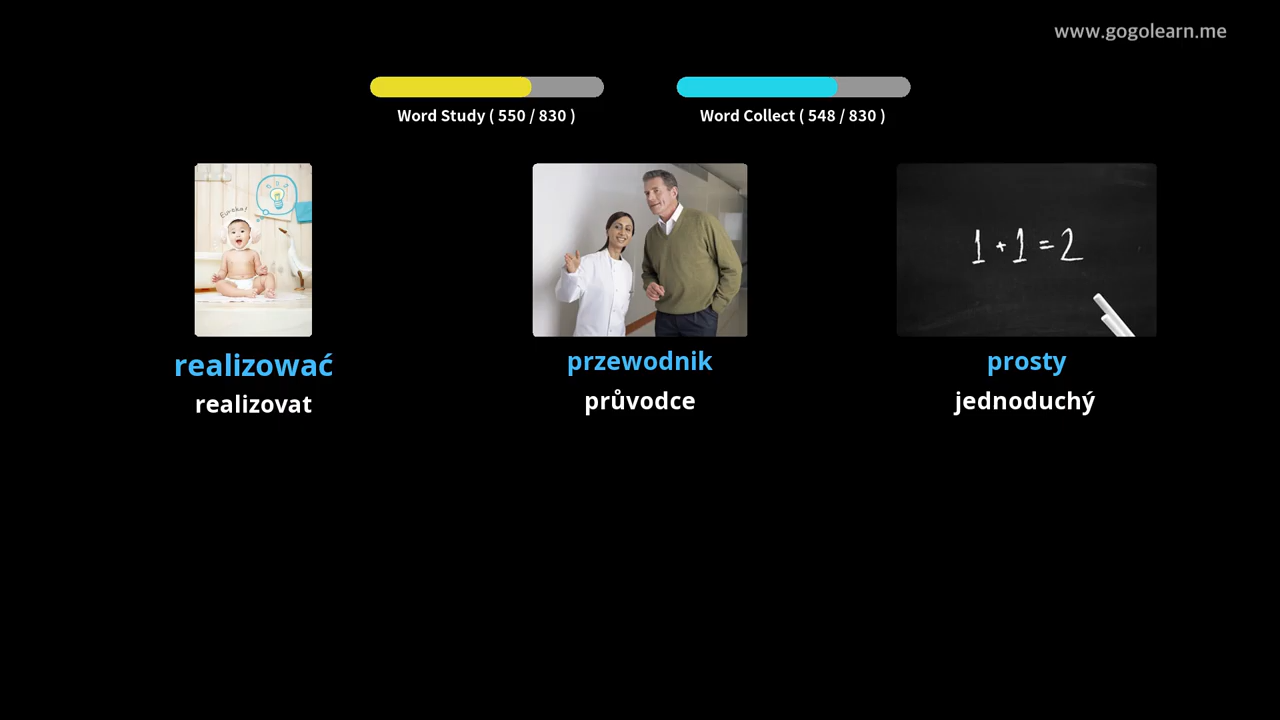 www.gogolearn.me
Word Study ( 550 / 830 )
Word Collect ( 548 / 830 )
Eureka!
1 + 1 = 2
realizować
przewodnik
prosty
realizovat
průvodce
jednoduchý